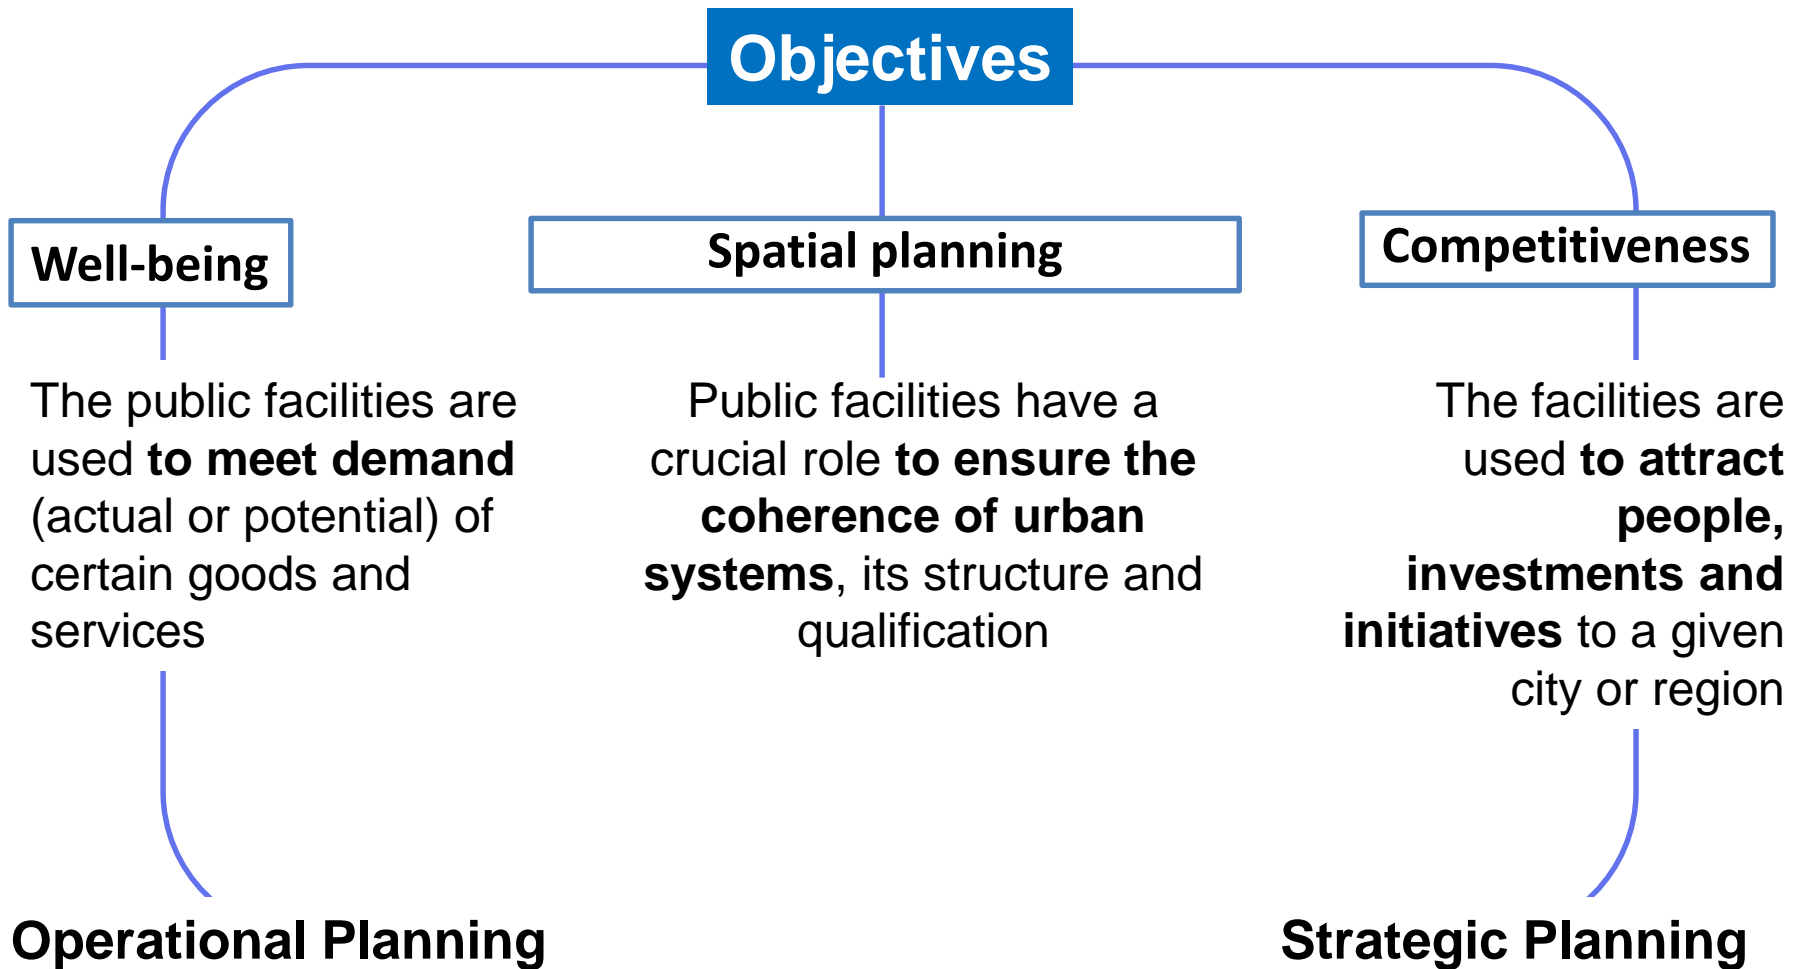 Objectives
Well-being
The public facilities are
used to meet demand
(actual or potential) of
certain goods and
services
Operational Planning
Spatial planning
Public facilities have a
crucial role to ensure the
coherence of urban
systems, its structure and
qualification
Competitiveness
The facilities are
used to attract
people,
investments and
initiatives to a given
city or region
Strategic Planning